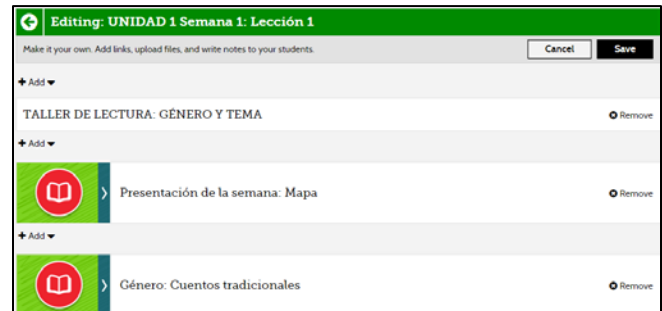 Editing: UNIDAD 1 Semana 1: Lección 1
Make it your own. Add links, upload files, and write notes to your students.
Cancel
Save
+ Add
TALLER DE LECTURA: GÉNERO Y TEMA
Remove
+ Add
Presentación de la semana: Mapa
Remove
+ Add
Género: Cuentos tradicionales
Remove